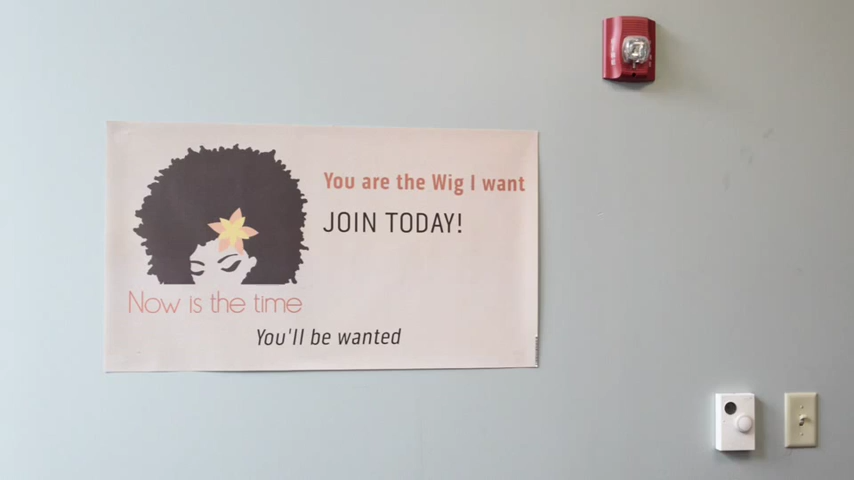 You are the Wig I want
JOIN TODAY!
Now is the time
You'll be wanted